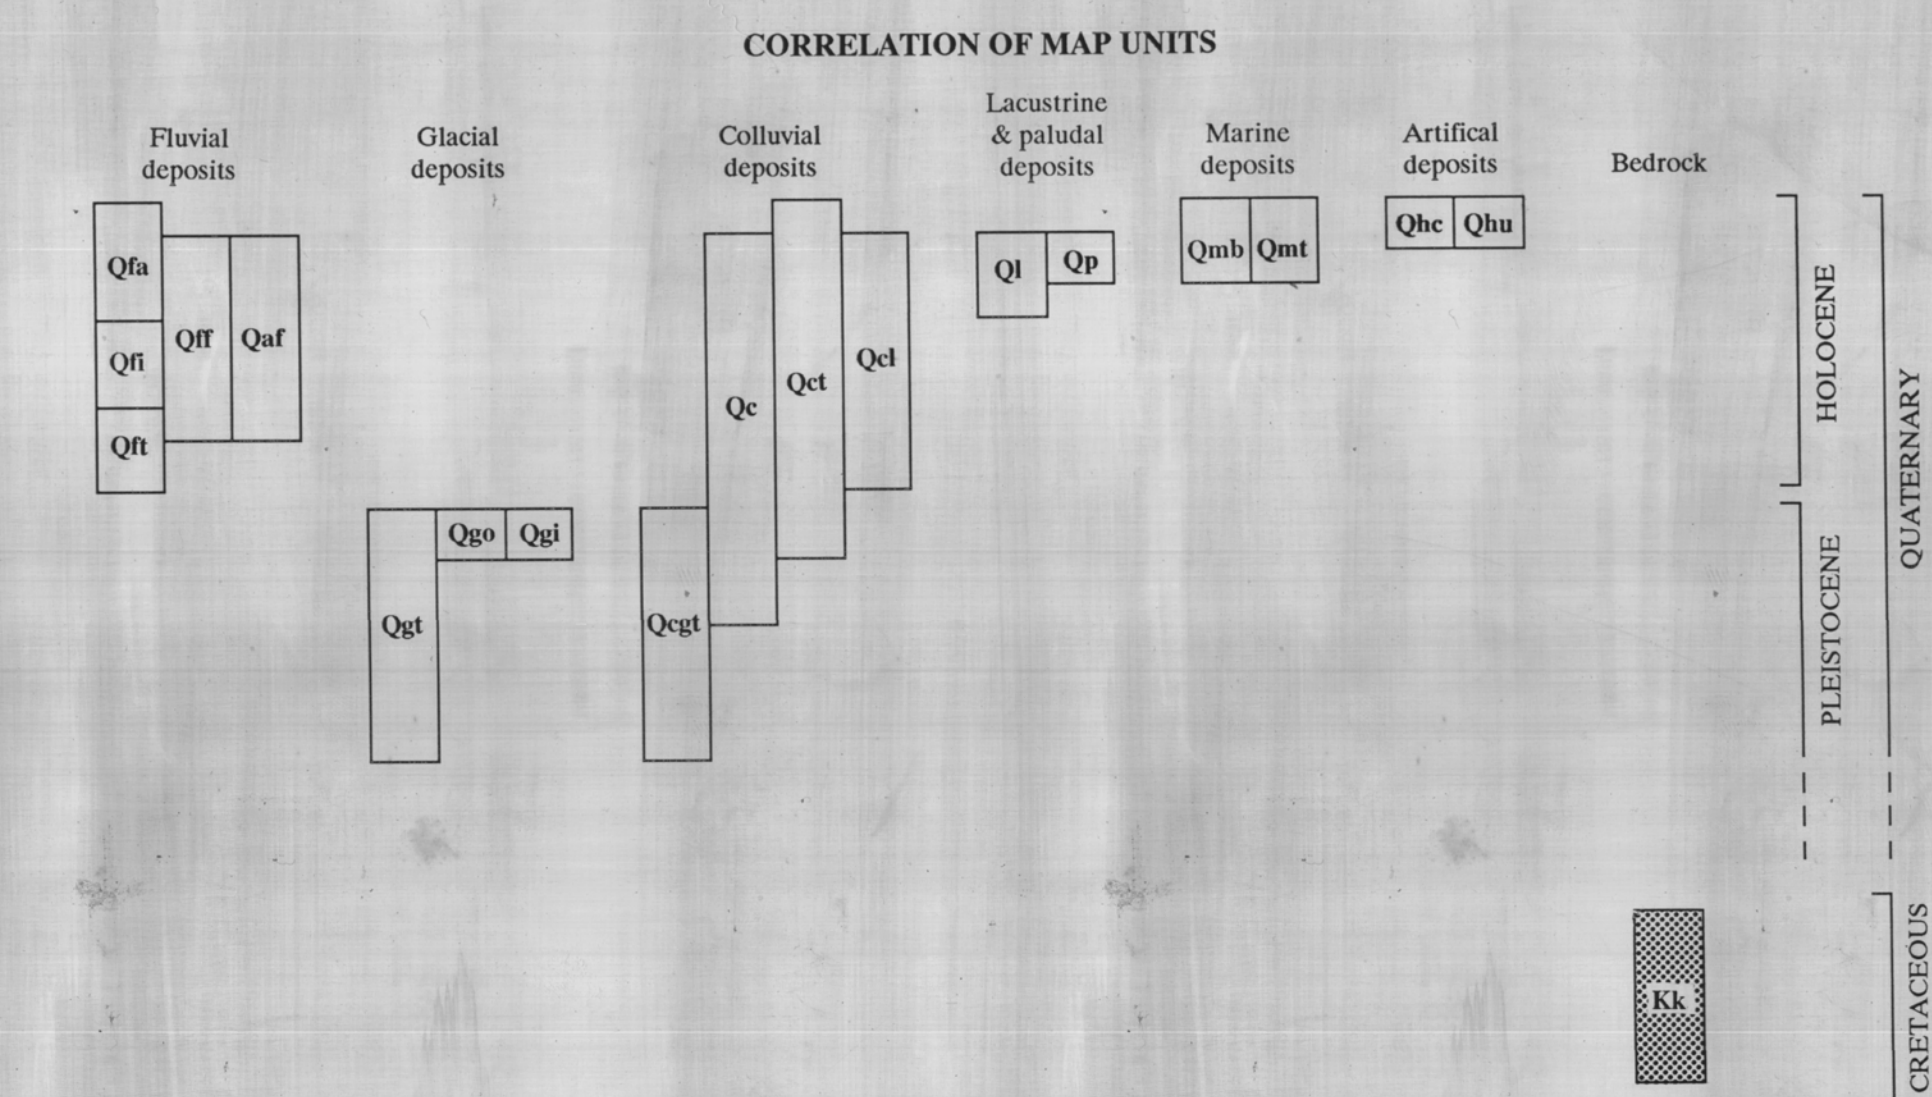 CORRELATION OF MAP UNITS
Fluvial
deposits
Glacial
deposits
Colluvial
deposits
Lacustrine
& paludal
deposits
Marine
deposits
Artifical
deposits
Bedrock
Qfa
Qfi
Qft
Qff
Qaf
Qgt
Qgo
Qgi
Qcgt
Qc
Qct
Qcl
Ql
Qp
Qmb
Qmt
Qhc
Qhu
Kk
HOLOCENE
PLEISTOCENE
QUATERNARY
CRETACEOUS